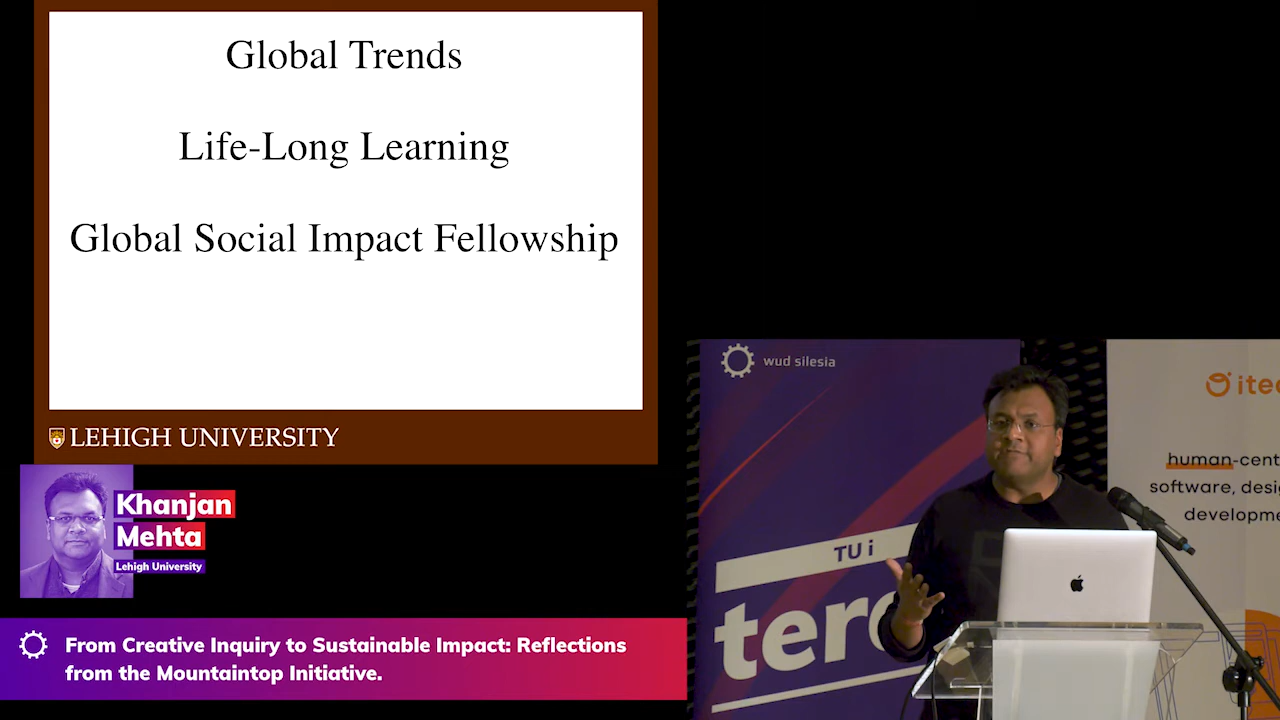 Global Trends
Life-Long Learning
Global Social Impact Fellowship
LEHIGH UNIVERSITY
Khanjan
Mehta
Lehigh University
From Creative Inquiry to Sustainable Impact: Reflections
from the Mountaintop Initiative.
wud silesia
TU i
human-cent
software, desi
developme